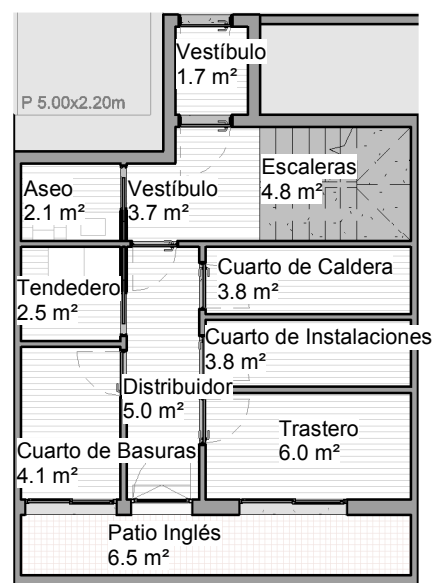 Vestíbulo
1.7 m²
P 5.00x2.20m
Escaleras
4.8 m²
Aseo
2.1 m²
Vestíbulo
3.7 m²
Cuarto de Caldera
3.8 m²
Tendedero
2.5 m²
Cuarto de Instalaciones
3.8 m²
Distribuidor
5.0 m²
Trastero
6.0 m²
Cuarto de Basuras
4.1 m²
Patio Inglés
6.5 m²